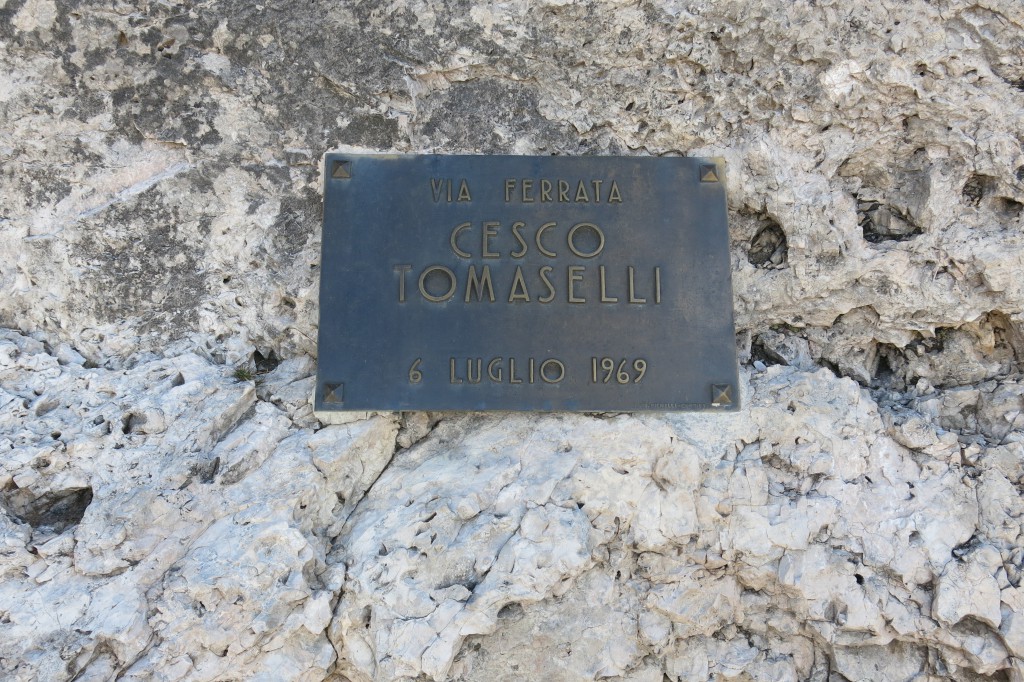 VIA FERRATA
CESCO
TOMASELLI
6 LUGLIO 1969